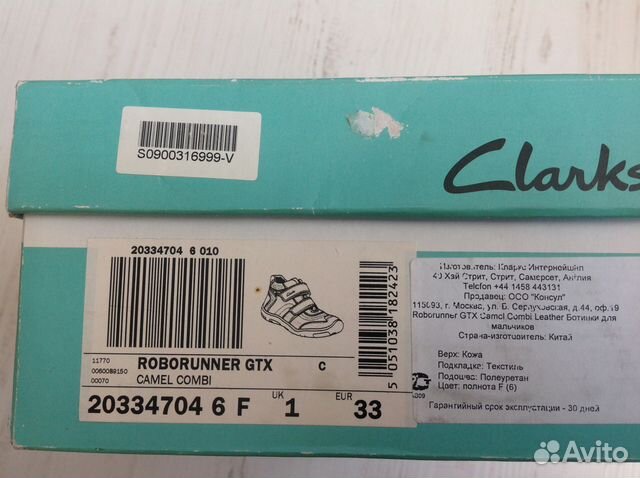 S0900316999-V
Clarks
20334704 6 010
5 051038 182423
11770
0060089150
00070
ROBORUNNER GTX
C
CAMEL COMBI
20334704 6 F
UK 1
EUR 33
Изготовитель: Кларкс Интернейшнл
40 Хай Стрит, Стрит, Самерсет, Англия
Telefon +44 1458 443131
Продавец: ООО "Консул"
115093, г. Москва, ул. Б. Серпуховская, д.44, оф.19
Roborunner GTX Camel Combi Leather Ботинки для
мальчиков
Страна-изготовитель: Китай
Верх: Кожа
Подкладка: Текстиль
Подошва: Полиуретан
Цвет: полнота F (6)
Гарантийный срок эксплуатации - 30 дней
Avito